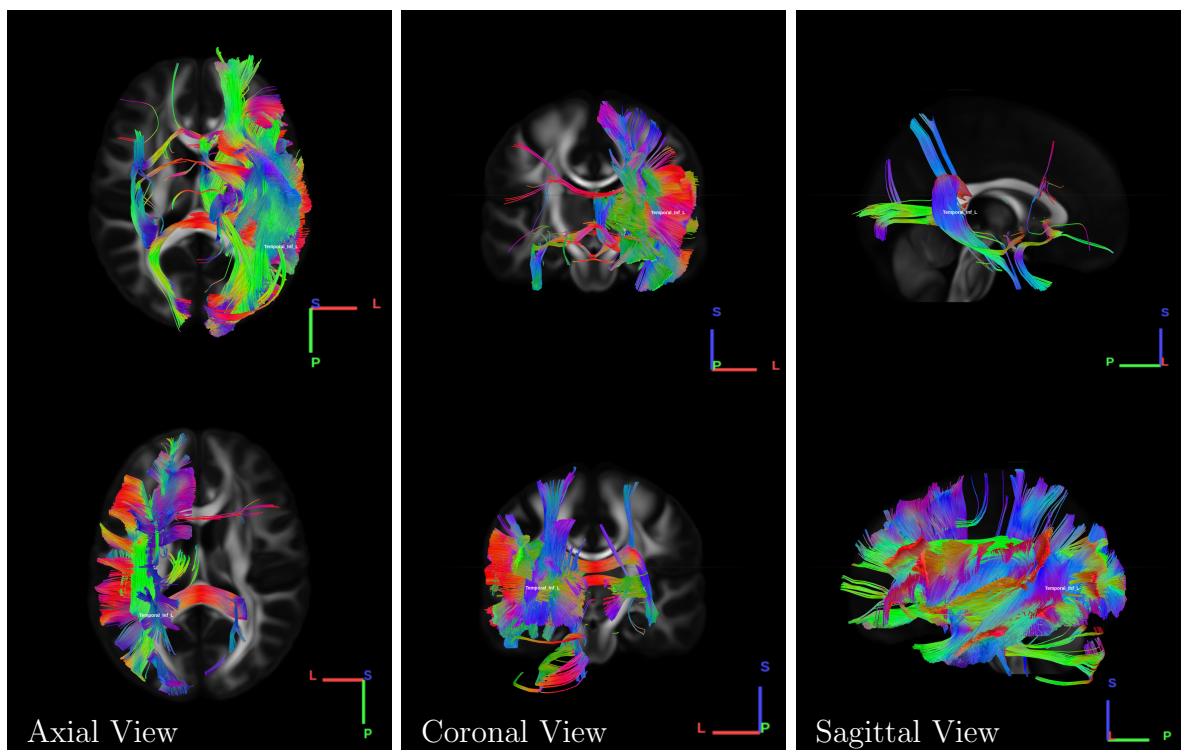 Temporal_Inf_L
S L
P
Temporal_Inf_L
S
P L
Temporal_Inf_L
S
P L
Temporal_Inf_L
L S
P
Temporal_Inf_L
S
L P
Temporal_Inf_L
S
L P
Axial View
Coronal View
Sagittal View